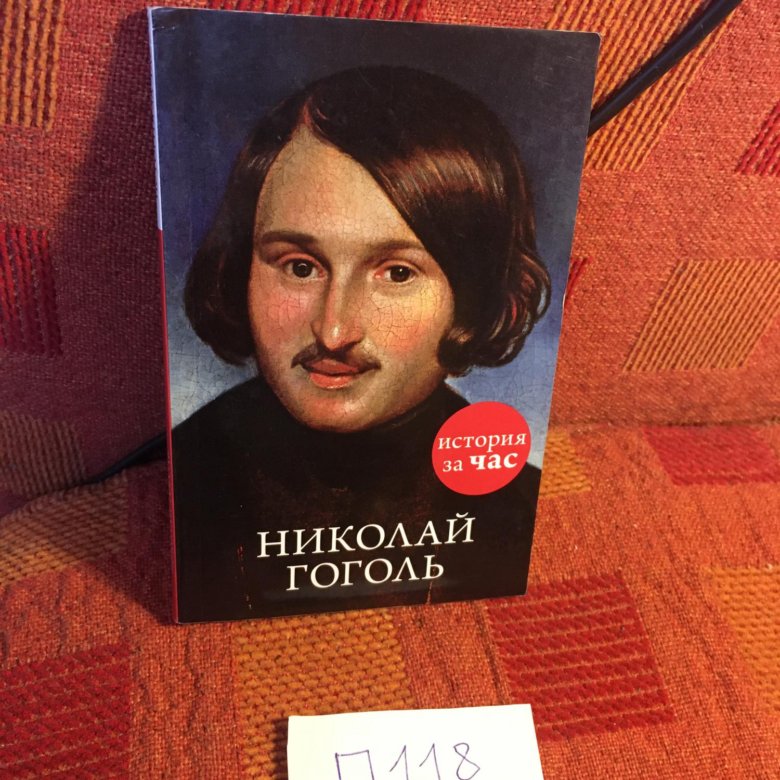 история
за час
НИКОЛАЙ
ГОГОЛЬ
П118